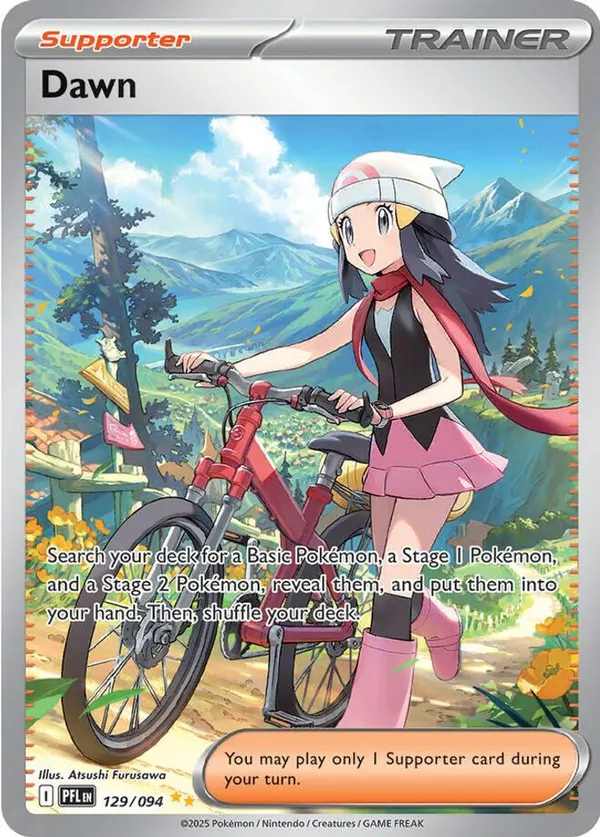 Supporter
TRAINER
Dawn
Search your deck for a Basic Pokémon, a Stage 1 Pokémon,
and a Stage 2 Pokémon, reveal them, and put them into
your hand. Then, shuffle your deck.
You may play only 1 Supporter card during
your turn.
Illus. Atsushi Furusawa
I PFL EN 129/094
©2025 Pokémon / Nintendo / Creatures / GAME FREAK